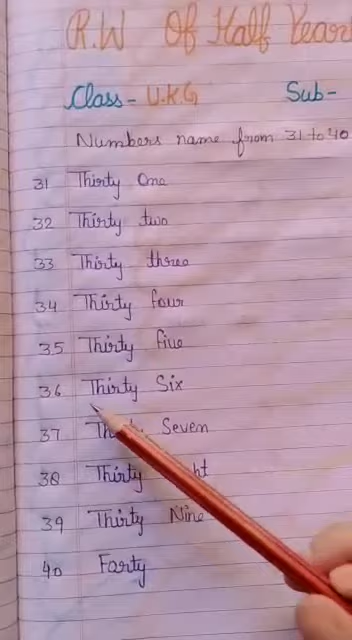 R.W Of Half Year
Class - U.K.G Sub -
Numbers name from 31 to 40
31 Thirty One
32 Thirty two
33 Thirty three
34 Thirty four
35 Thirty five
36 Thirty Six
37 Seven
38 Thirty
39 Thirty Nine
40 Farty